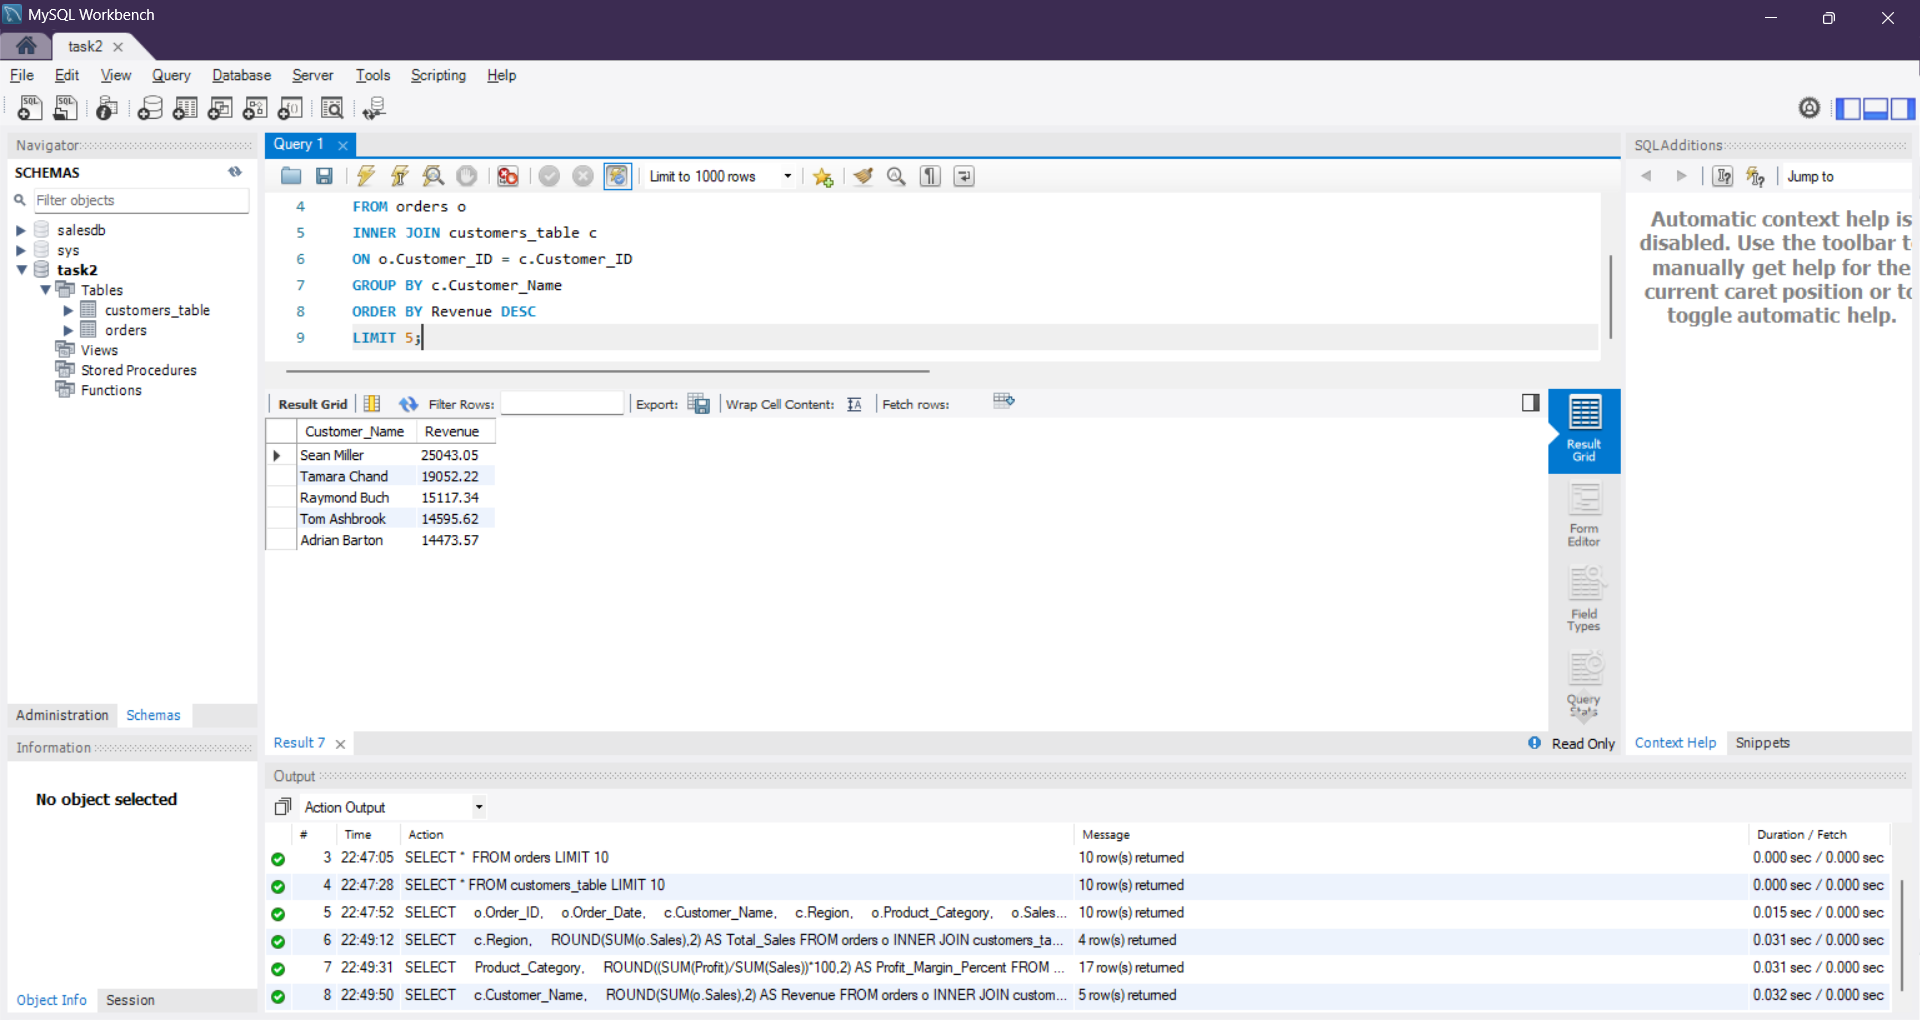 MySQL Workbench
task2
File Edit View Query Database Server Tools Scripting Help
Navigator
SCHEMAS
Filter objects
salesdb
sys
task2
Tables
customers_table
orders
Views
Stored Procedures
Functions
Administration Schemas
Information
No object selected
Object Info Session
Query 1
Limit to 1000 rows
4 FROM orders o
5 INNER JOIN customers_table c
6 ON o.Customer_ID = c.Customer_ID
7 GROUP BY c.Customer_Name
8 ORDER BY Revenue DESC
9 LIMIT 5;
Result Grid Filter Rows: Export: Wrap Cell Content: Fetch rows:
Customer_Name Revenue
Sean Miller 25043.05
Tamara Chand 19052.22
Raymond Buch 15117.34
Tom Ashbrook 14595.62
Adrian Barton 14473.57
Result
Grid
Form
Editor
Field
Types
Query
Stats
Result 7
Read Only
SQLAdditions
Jump to
Automatic context help is
disabled. Use the toolbar t
manually get help for the
current caret position or to
toggle automatic help.
Context Help Snippets
Output
Action Output
# Time Action Message Duration / Fetch
3 22:47:05 SELECT * FROM orders LIMIT 10 10 row(s) returned 0.000 sec / 0.000 sec
4 22:47:28 SELECT * FROM customers_table LIMIT 10 10 row(s) returned 0.000 sec / 0.000 sec
5 22:47:52 SELECT o.Order_ID, o.Order_Date, c.Customer_Name, c.Region, o.Product_Category, o.Sales... 10 row(s) returned 0.015 sec / 0.000 sec
6 22:49:12 SELECT c.Region, ROUND(SUM(o.Sales),2) AS Total_Sales FROM orders o INNER JOIN customers_ta... 4 row(s) returned 0.031 sec / 0.000 sec
7 22:49:31 SELECT Product_Category, ROUND((SUM(Profit)/SUM(Sales))*100,2) AS Profit_Margin_Percent FROM ... 17 row(s) returned 0.031 sec / 0.000 sec
8 22:49:50 SELECT c.Customer_Name, ROUND(SUM(o.Sales),2) AS Revenue FROM orders o INNER JOIN custom... 5 row(s) returned 0.032 sec / 0.000 sec